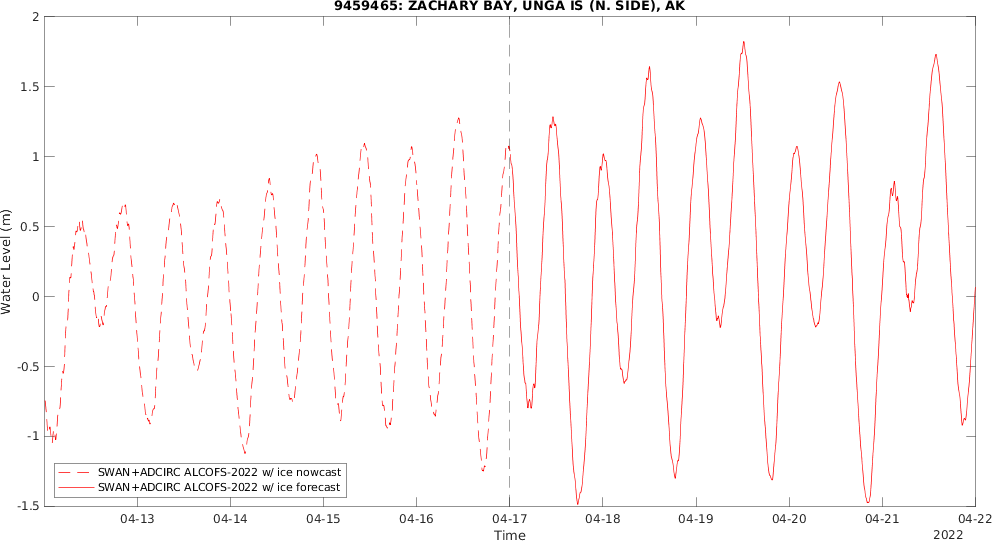 9459465: ZACHARY BAY, UNGA IS (N. SIDE), AK
Water Level (m)
2
1.5
1
0.5
0
-0.5
-1
-1.5
SWAN+ADCIRC ALCOFS-2022 w/ ice nowcast
SWAN+ADCIRC ALCOFS-2022 w/ ice forecast
04-13 04-14 04-15 04-16 04-17 04-18 04-19 04-20 04-21 04-22
Time
2022